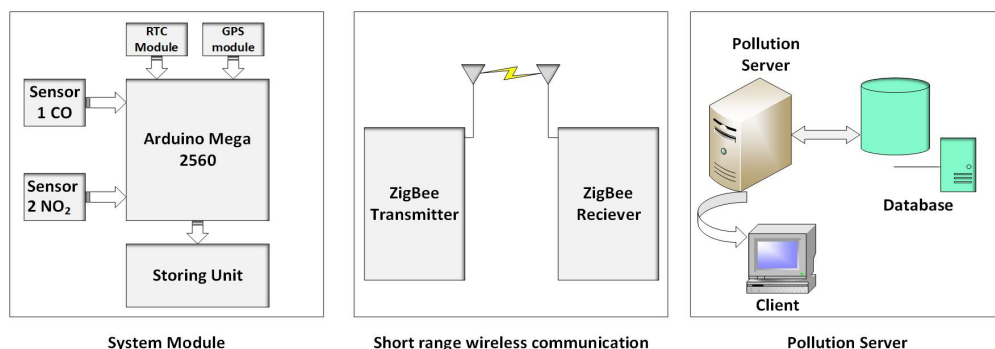 RTC
Module
GPS
module
Sensor
1 CO
Arduino Mega
2560
Sensor
2 NO₂
Storing Unit
System Module
ZigBee
Transmitter
ZigBee
Reciever
Short range wireless communication
Pollution
Server
Database
Client
Pollution Server